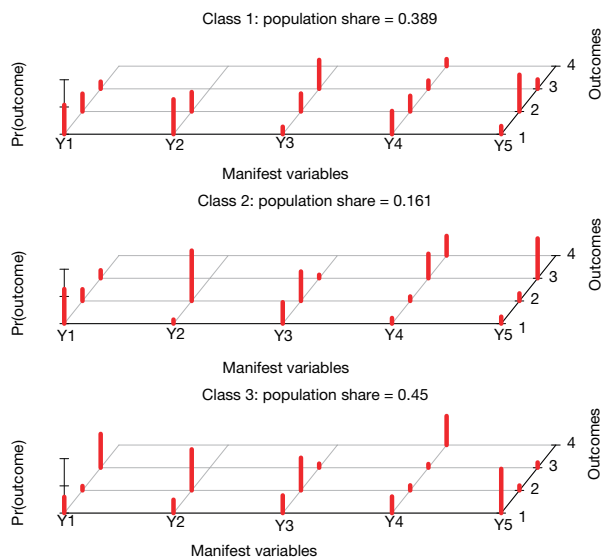 Class 1: population share = 0.389
Pr(outcome)
Outcomes
4
3
2
1
Y1 Y2 Y3 Y4 Y5
Manifest variables
Class 2: population share = 0.161
Pr(outcome)
Outcomes
4
3
2
1
Y1 Y2 Y3 Y4 Y5
Manifest variables
Class 3: population share = 0.45
Pr(outcome)
Outcomes
4
3
2
1
Y1 Y2 Y3 Y4 Y5
Manifest variables